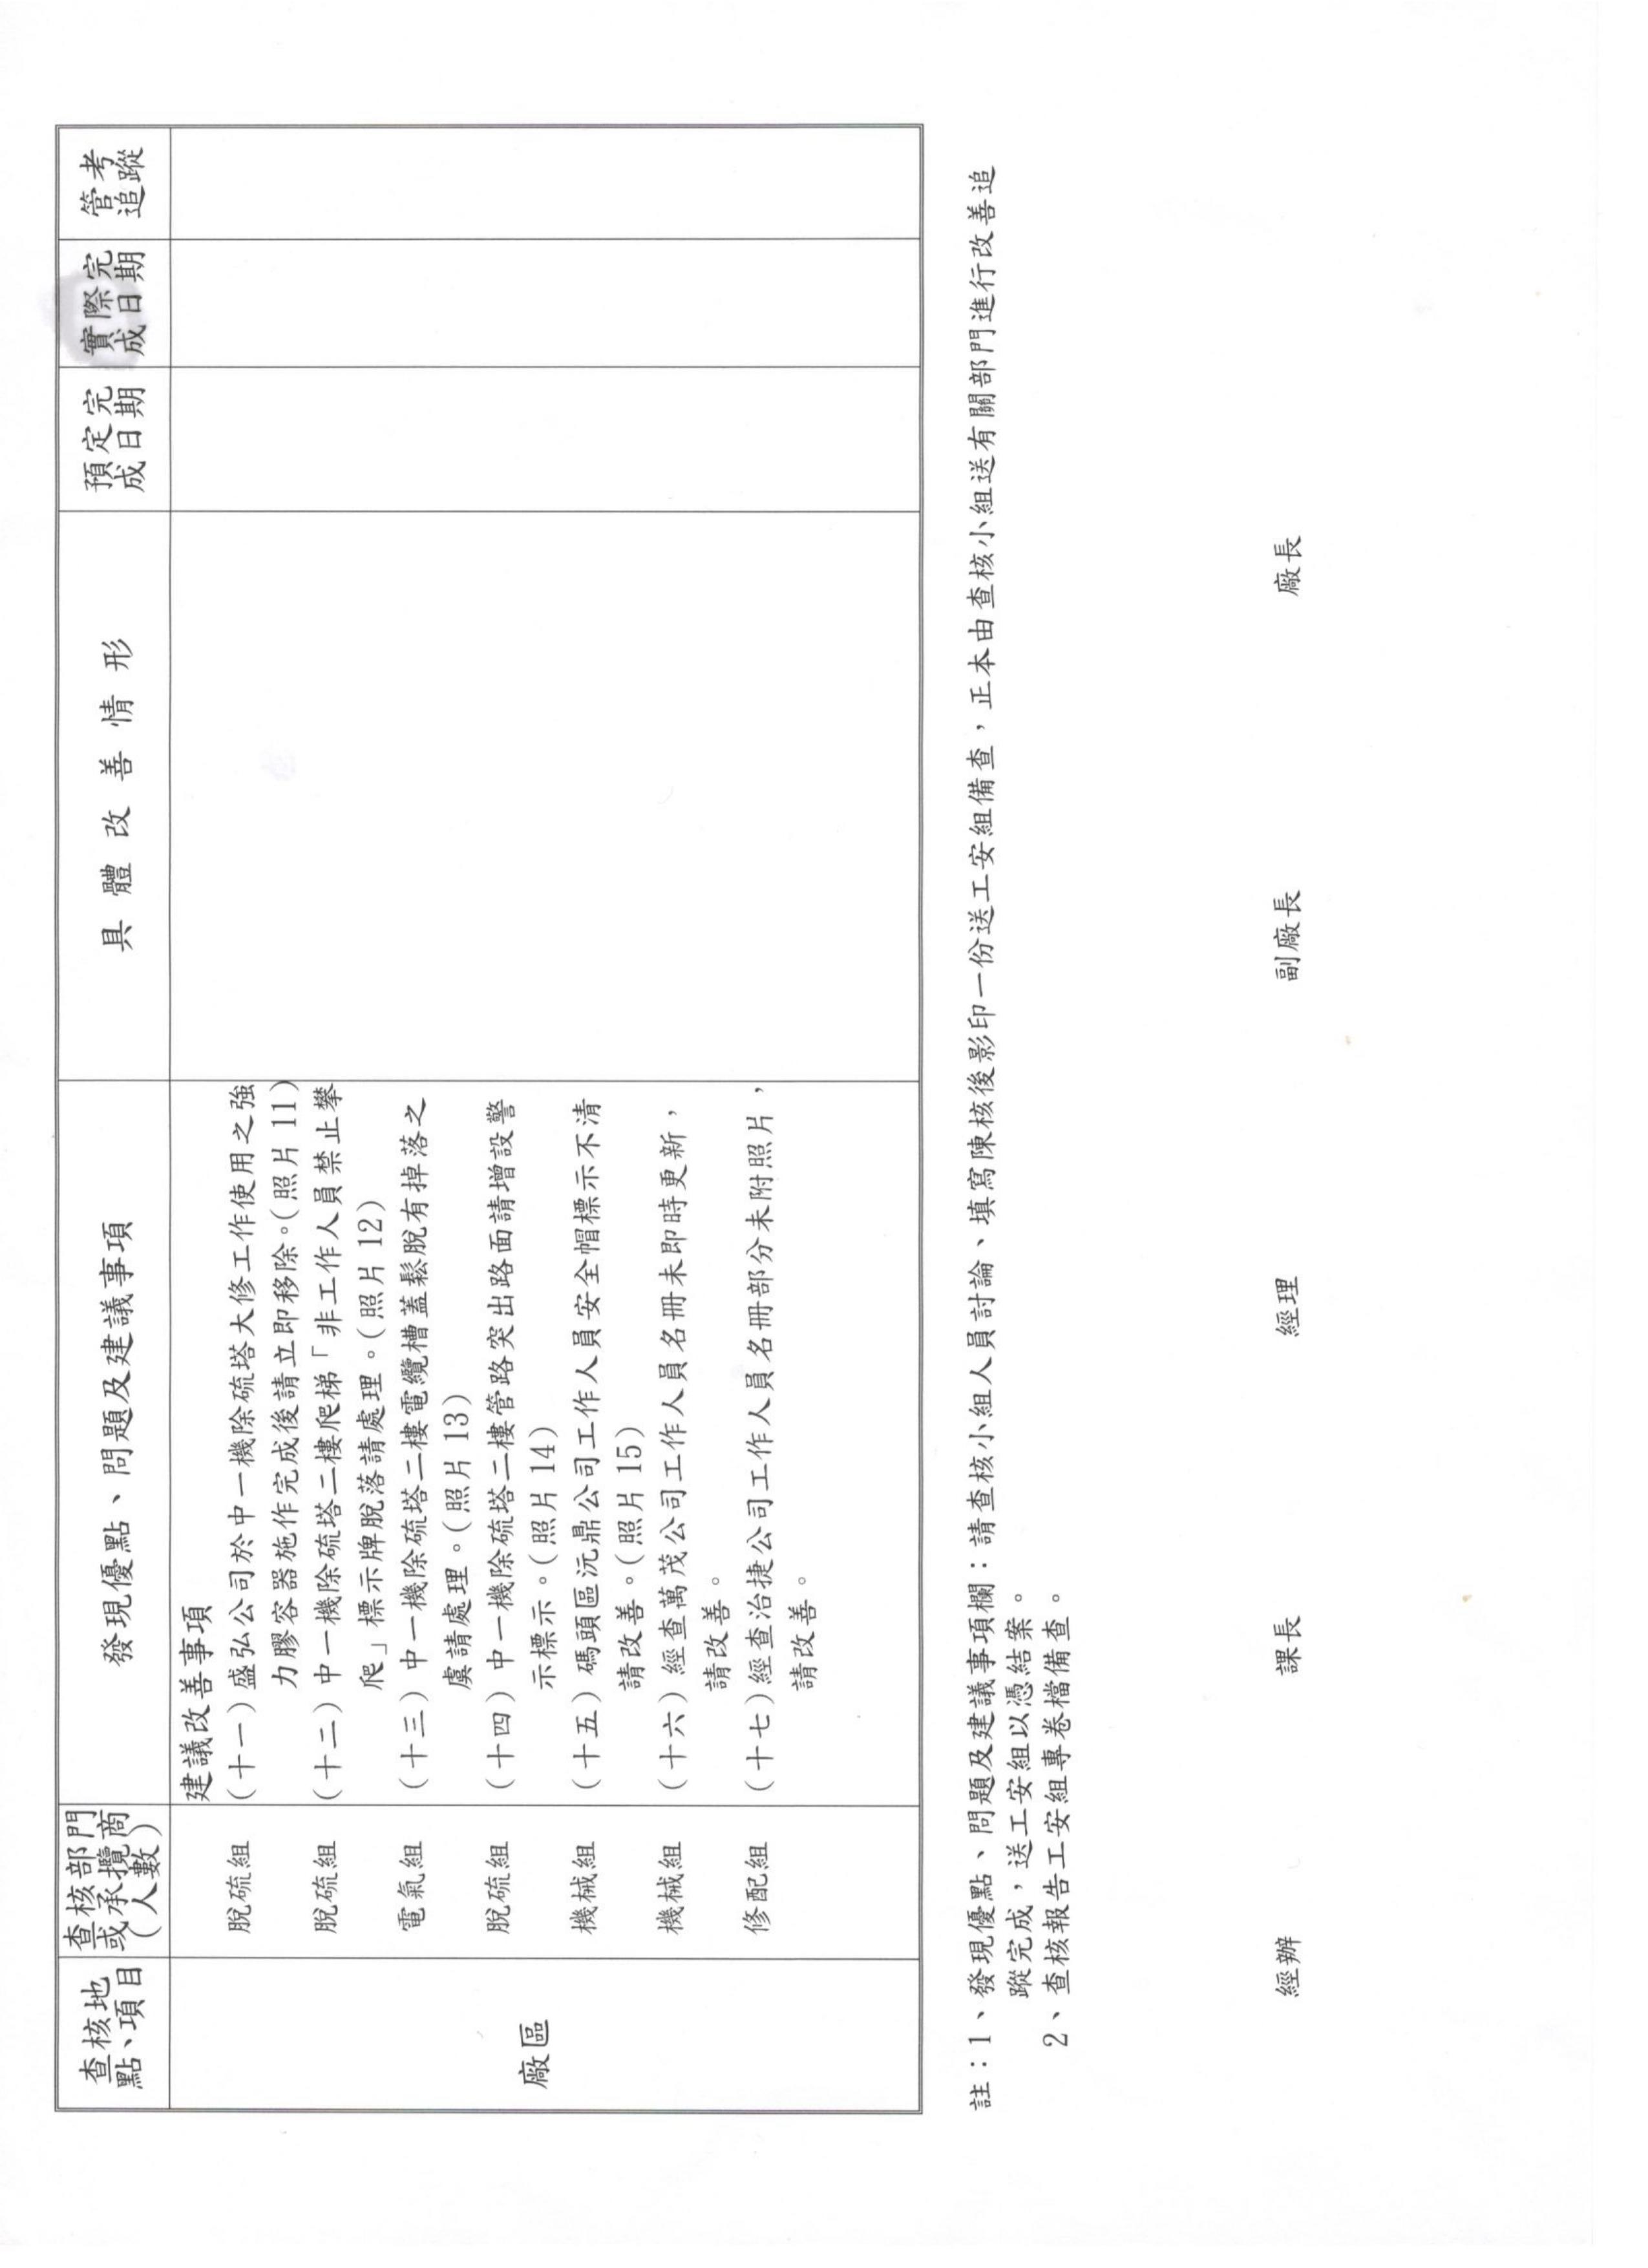 查核地
點、項目
查核部門
或承攬商
（人數）
發現優點、問題及建議事項
具體改善情形
預定完
成日期
實際完
成日期
管考
追蹤
廠區
建議改善事項
脫硫組
（十一）盛弘公司於中一機除硫塔大修工作使用之強
力膠容器施作完成後請立即移除。（照片 11）
脫硫組
（十二）中一機除硫塔二樓爬梯「非工作人員禁止攀
爬」標示牌脫落請處理。（照片 12）
電氣組
（十三）中一機除硫塔二樓電纜槽蓋鬆脫有掉落之
虞請處理。（照片 13）
脫硫組
（十四）中一機除硫塔二樓管路突出路面請增設警
示標示。（照片 14）
機械組
（十五）碼頭區沅鼎公司工作人員安全帽標示不清
請改善。（照片 15）
機械組
（十六）經查萬茂公司工作人員名冊未即時更新，
請改善。
修配組
（十七）經查治捷公司工作人員名冊部分未附照片，
請改善。
註：1、發現優點、問題及建議事項欄：請查核小組人員討論、填寫陳核後影印一份送工安組備查，正本由查核小組送有關部門進行改善追
蹤完成，送工安組以憑結案。
2、查核報告工安組專卷檔備查。
經辦 課長 經理 副廠長 廠長